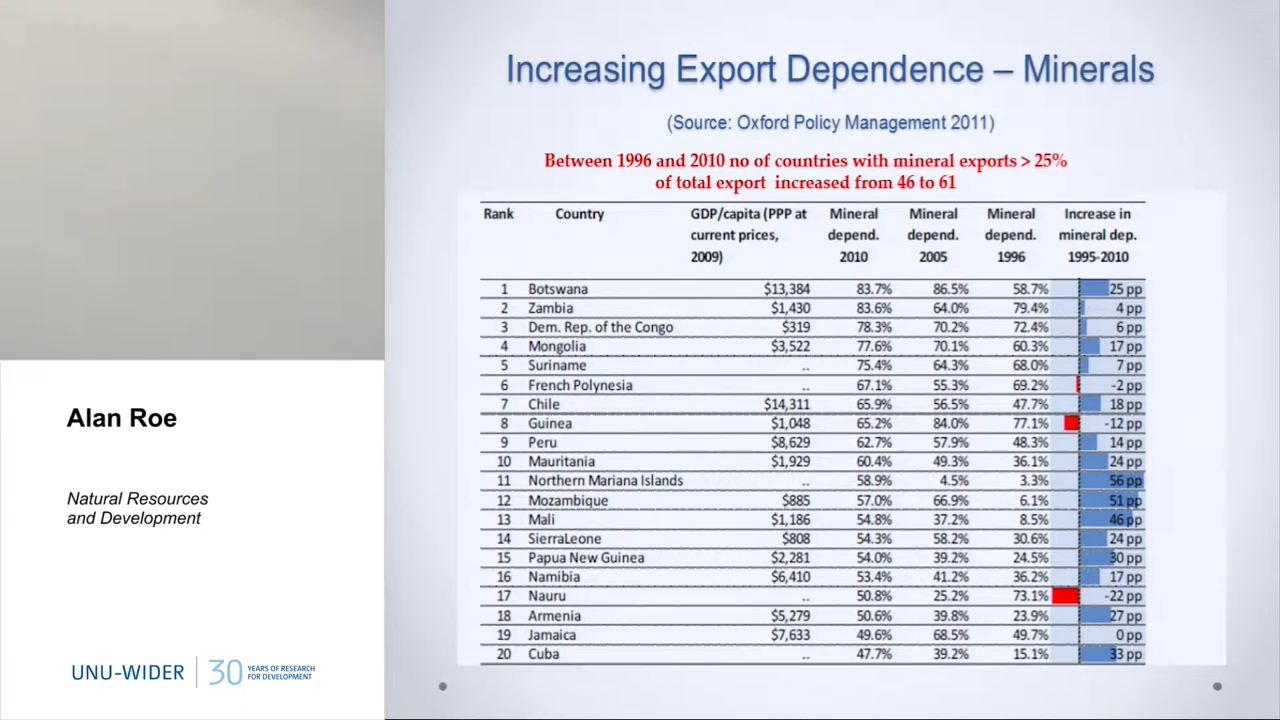 Increasing Export Dependence – Minerals
(Source: Oxford Policy Management 2011)
Between 1996 and 2010 no of countries with mineral exports > 25%
of total export increased from 46 to 61
Rank Country GDP/capita (PPP at Mineral Mineral Mineral Increase in
current prices, depend. depend. depend. mineral dep.
2009) 2010 2005 1996 1995-2010
1 Botswana $13,384 83.7% 86.5% 58.7% 25 pp
2 Zambia $1,430 83.6% 64.0% 79.4% 4 pp
3 Dem. Rep. of the Congo $319 78.3% 70.2% 72.4% 6 pp
4 Mongolia $3,522 77.6% 70.1% 60.3% 17 pp
5 Suriname .. 75.4% 64.3% 68.0% 7 pp
6 French Polynesia .. 67.1% 55.3% 69.2% -2 pp
7 Chile $14,311 65.9% 56.5% 47.7% 18 pp
8 Guinea $1,048 65.2% 84.0% 77.1% -12 pp
9 Peru $8,629 62.7% 57.9% 48.3% 14 pp
10 Mauritania $1,929 60.4% 49.3% 36.1% 24 pp
11 Northern Mariana Islands .. 58.9% 4.5% 3.3% 56 pp
12 Mozambique $885 57.0% 66.9% 6.1% 51 pp
13 Mali $1,186 54.8% 37.2% 8.5% 46 pp
14 SierraLeone $808 54.3% 58.2% 30.6% 24 pp
15 Papua New Guinea $2,281 54.0% 39.2% 24.5% 30 pp
16 Namibia $6,410 53.4% 41.2% 36.2% 17 pp
17 Nauru .. 50.8% 25.2% 73.1% -22 pp
18 Armenia $5,279 50.6% 39.8% 23.9% 27 pp
19 Jamaica $7,633 49.6% 68.5% 49.7% 0 pp
20 Cuba .. 47.7% 39.2% 15.1% 33 pp
Alan Roe
Natural Resources
and Development
UNU-WIDER 30 YEARS OF RESEARCH
FOR DEVELOPMENT